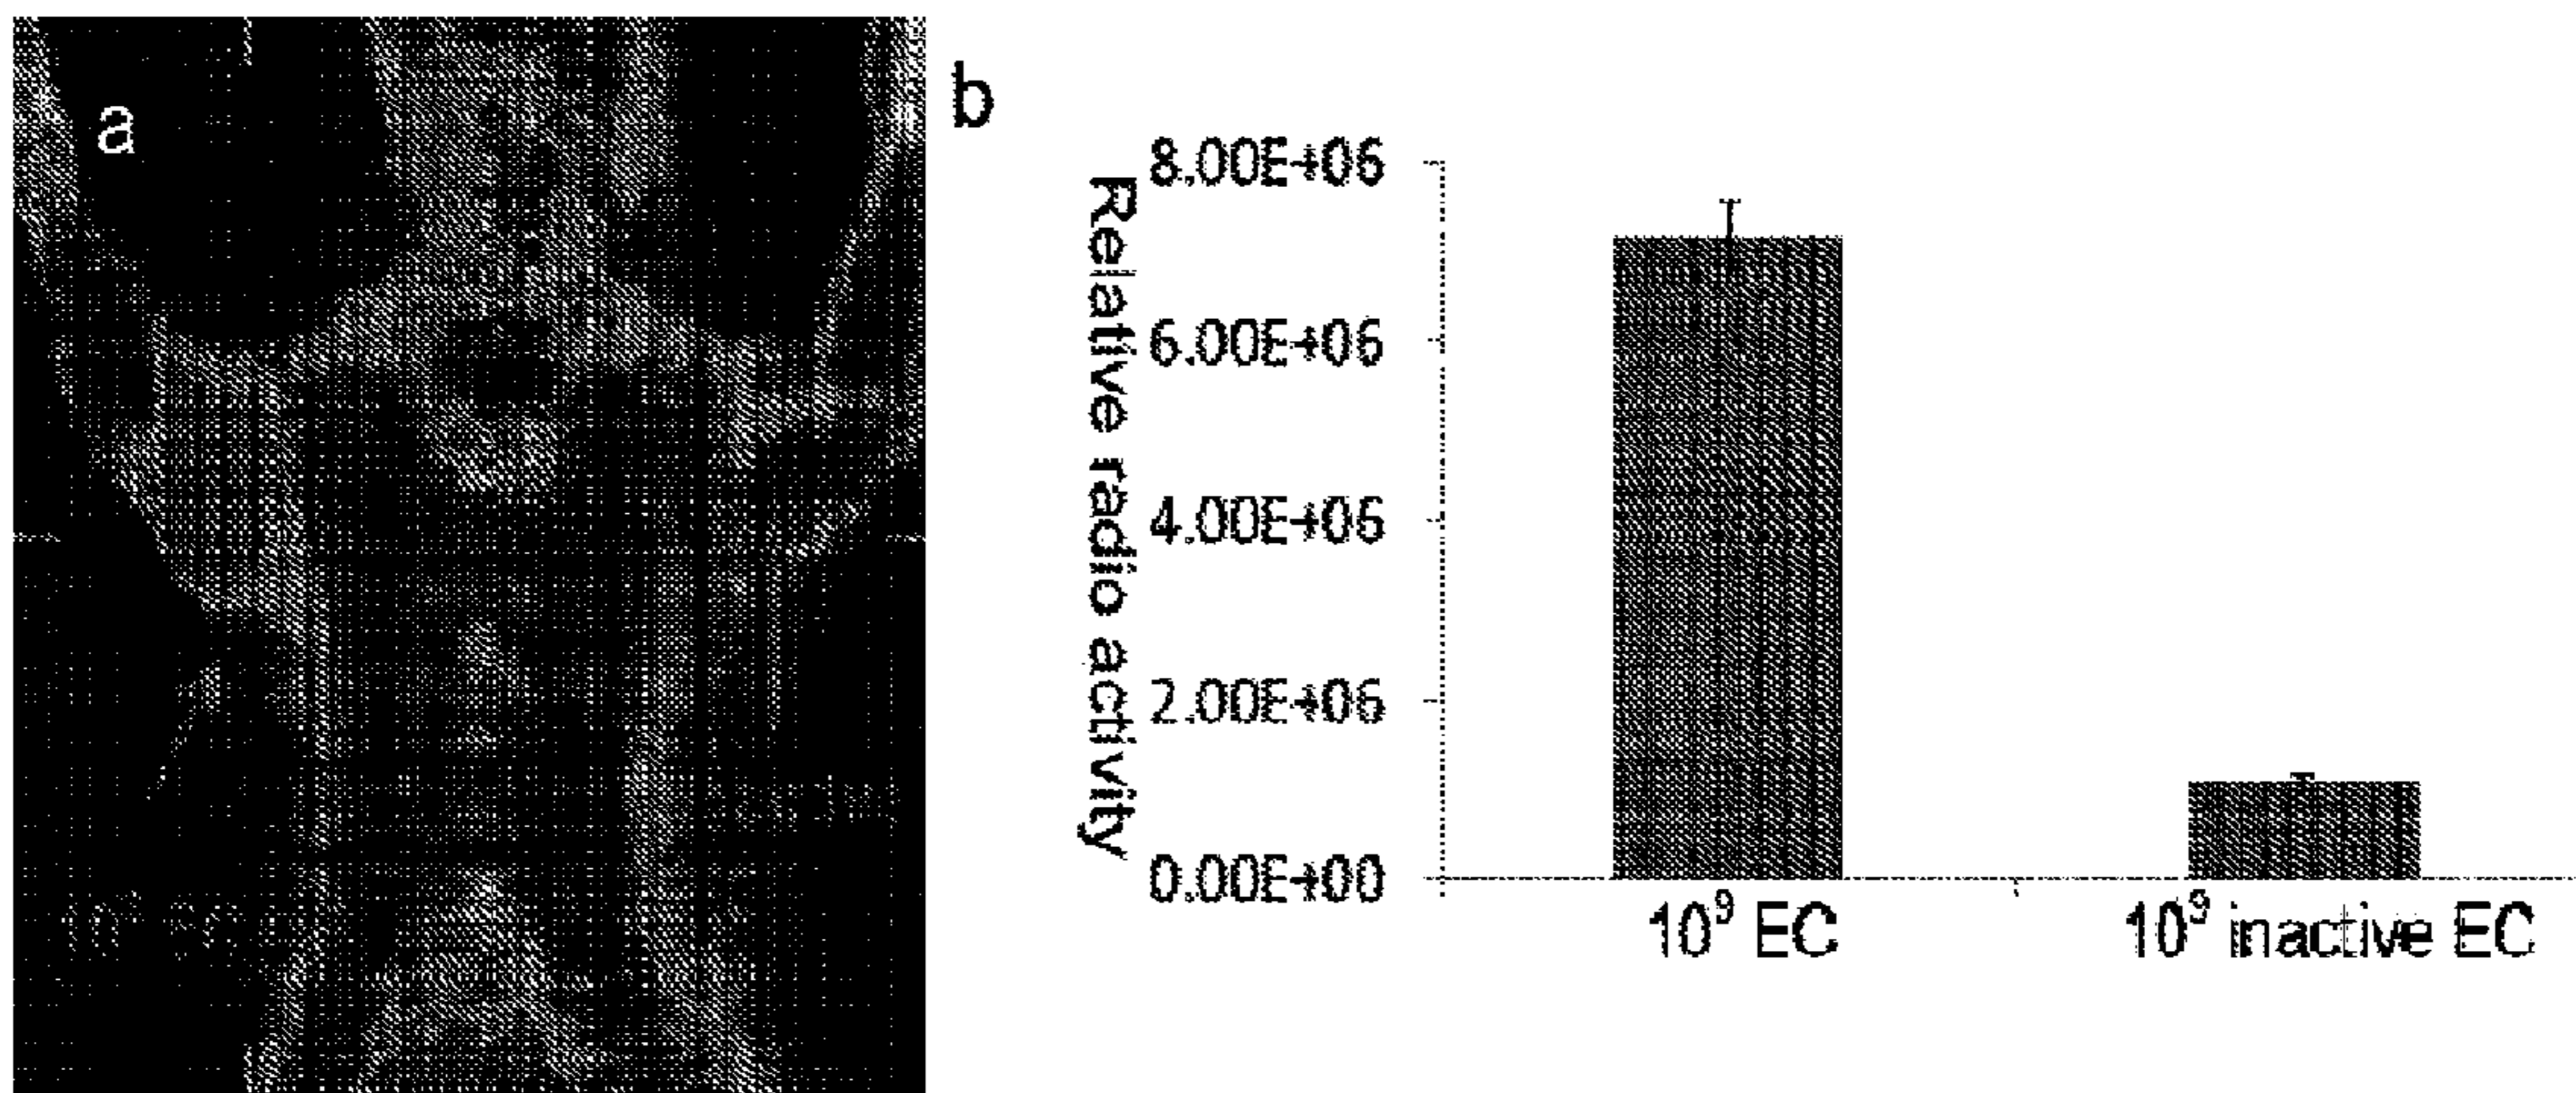 a
b
Relative radio activity
8.00E+06
6.00E+06
4.00E+06
2.00E+06
0.00E+00
10⁹ EC
10⁹ inactive EC